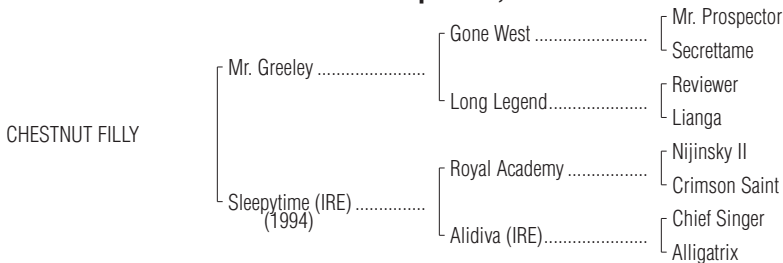 Mr. Prospector
Gone West ........................
Secrettame
Mr. Greeley .......................
Reviewer
Long Legend.....................
Lianga
CHESTNUT FILLY
Nijinsky II
Royal Academy .................
Crimson Saint
Sleepytime (IRE) ...............
(1994)
Chief Singer
Alidiva (IRE)......................
Alligatrix